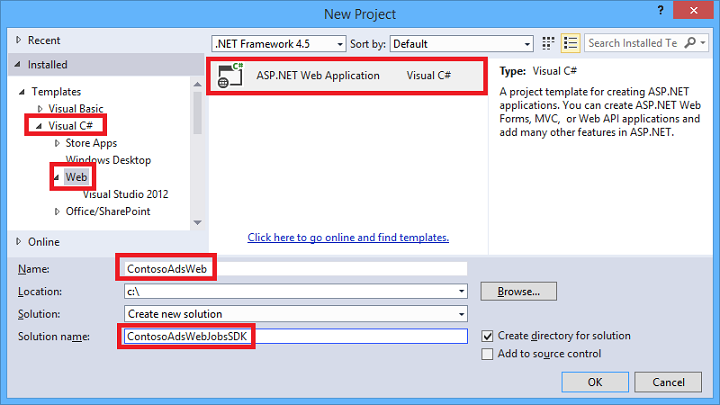 New Project
Recent
Installed
.NET Framework 4.5
Sort by:
Default
Search Installed Te
Templates
Visual Basic
Visual C#
Store Apps
Windows Desktop
Web
Visual Studio 2012
Office/SharePoint
Online
C#
ASP.NET Web Application
Visual C#
Click here to go online and find templates.
Type: Visual C#
A project template for creating ASP.NET
applications. You can create ASP.NET Web
Forms, MVC, or Web API applications and
add many other features in ASP.NET.
Name:
ContosoAdsWeb
Location:
c:\
Browse...
Solution:
Create new solution
Solution name:
ContosoAdsWebJobsSDK
Create directory for solution
Add to source control
OK
Cancel